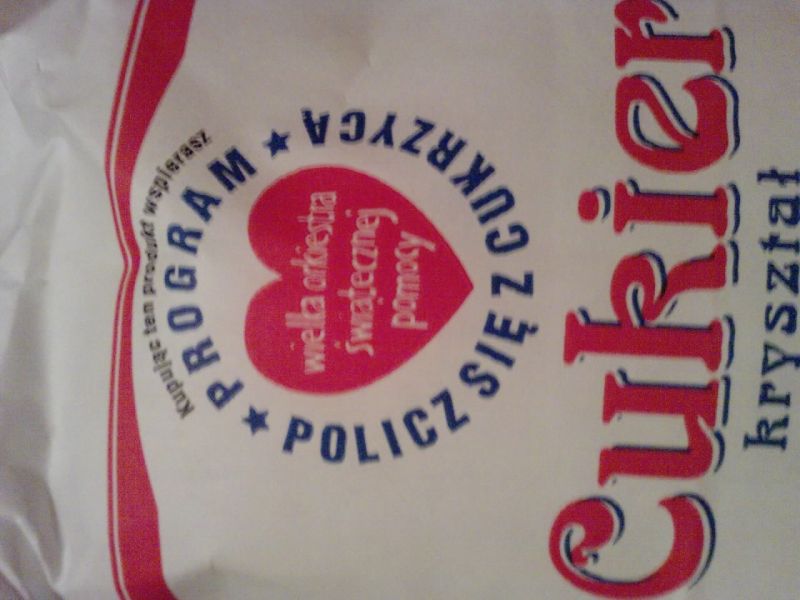 Kupując ten produkt wspierasz
PROGRAM
wielka orkiestra
świątecznej
pomocy
POLICZ SIĘ Z CUKRZYCĄ
Cukier
kryształ